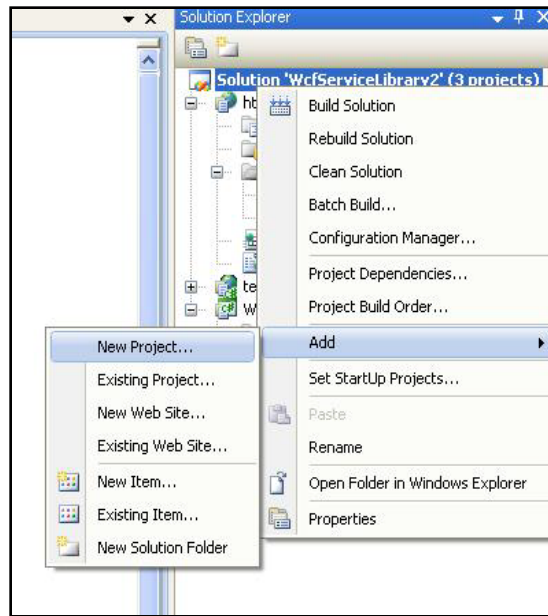 Solution Explorer
Solution 'WcfServiceLibrary2' (3 projects)
ht
Build Solution
Rebuild Solution
Clean Solution
Batch Build...
Configuration Manager...
te
Project Dependencies...
W
Project Build Order...
Add
Set StartUp Projects...
Paste
Rename
Open Folder in Windows Explorer
Properties
New Project...
Existing Project...
New Web Site...
Existing Web Site...
New Item...
Existing Item...
New Solution Folder